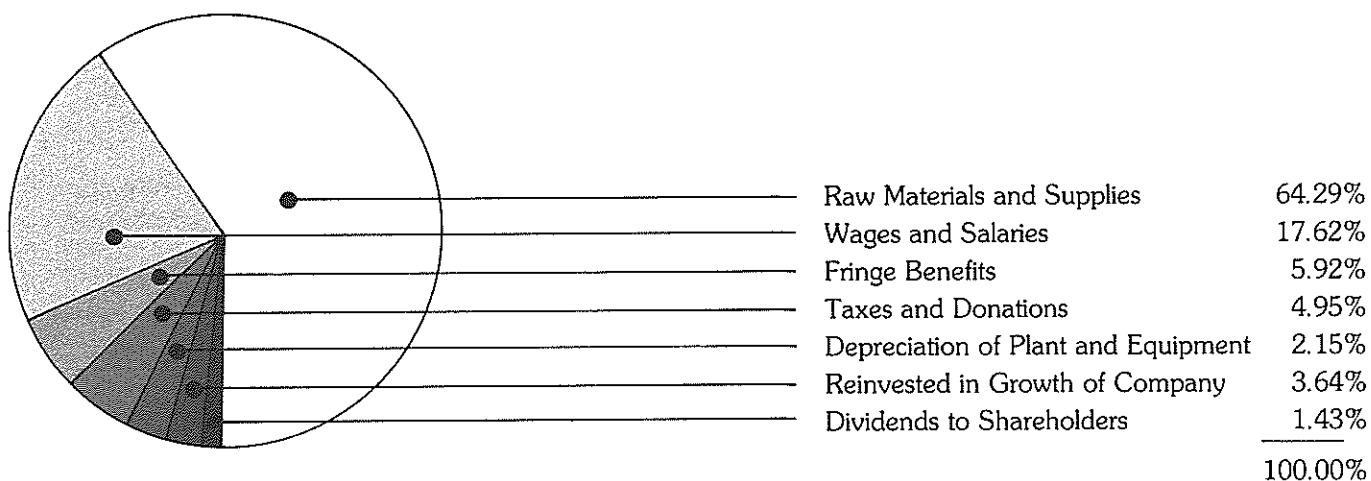 Raw Materials and Supplies 64.29%
Wages and Salaries 17.62%
Fringe Benefits 5.92%
Taxes and Donations 4.95%
Depreciation of Plant and Equipment 2.15%
Reinvested in Growth of Company 3.64%
Dividends to Shareholders 1.43%
100.00%